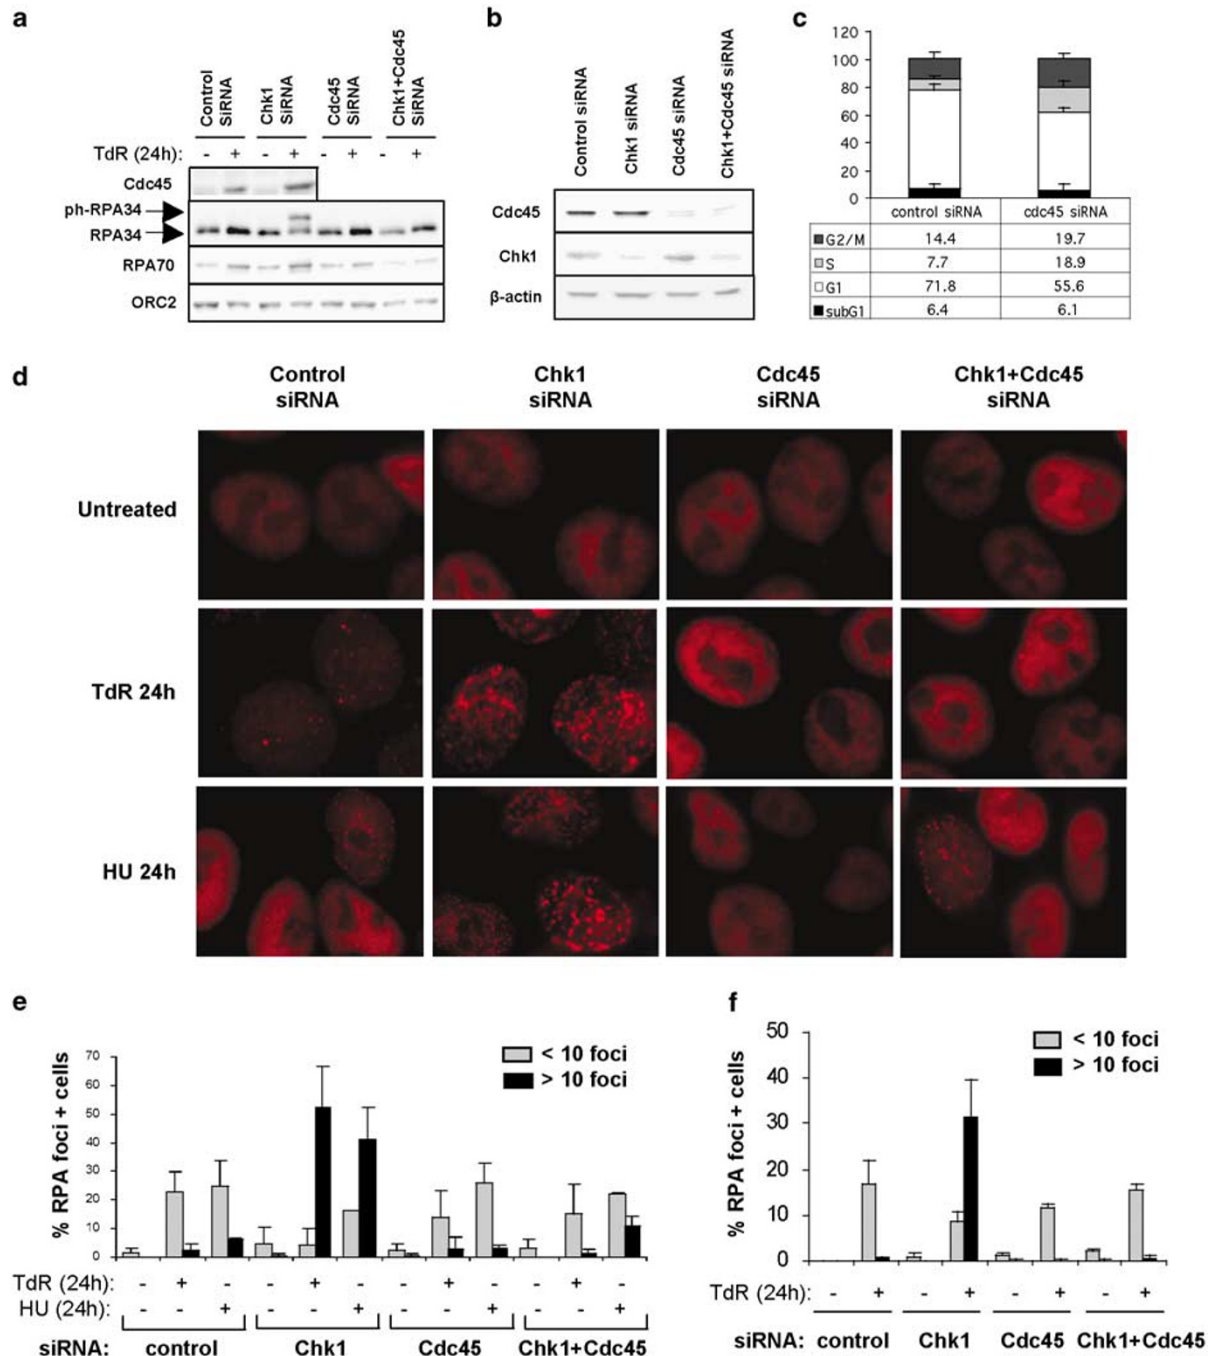 a
Control siRNA
Chk1 siRNA
Cdc45 siRNA
Chk1+Cdc45 siRNA
TdR (24h): - + - + - + - +
Cdc45
ph-RPA34
RPA34
RPA70
ORC2
b
Control siRNA
Chk1 siRNA
Cdc45 siRNA
Chk1+Cdc45 siRNA
Cdc45
Chk1
β-actin
c
120
100
80
60
40
20
0
control siRNA cdc45 siRNA
G2/M 14.4 19.7
S 7.7 18.9
G1 71.8 55.6
subG1 6.4 6.1
d
Control siRNA
Chk1 siRNA
Cdc45 siRNA
Chk1+Cdc45 siRNA
Untreated
TdR 24h
HU 24h
e
% RPA foci + cells
70
60
50
40
30
20
10
0
< 10 foci
> 10 foci
TdR (24h): - + - - + - - + - - + -
HU (24h): - - + - - + - - + - - +
siRNA: control Chk1 Cdc45 Chk1+Cdc45
f
% RPA foci + cells
50
40
30
20
10
0
< 10 foci
> 10 foci
TdR (24h): - + - + - + - +
siRNA: control Chk1 Cdc45 Chk1+Cdc45